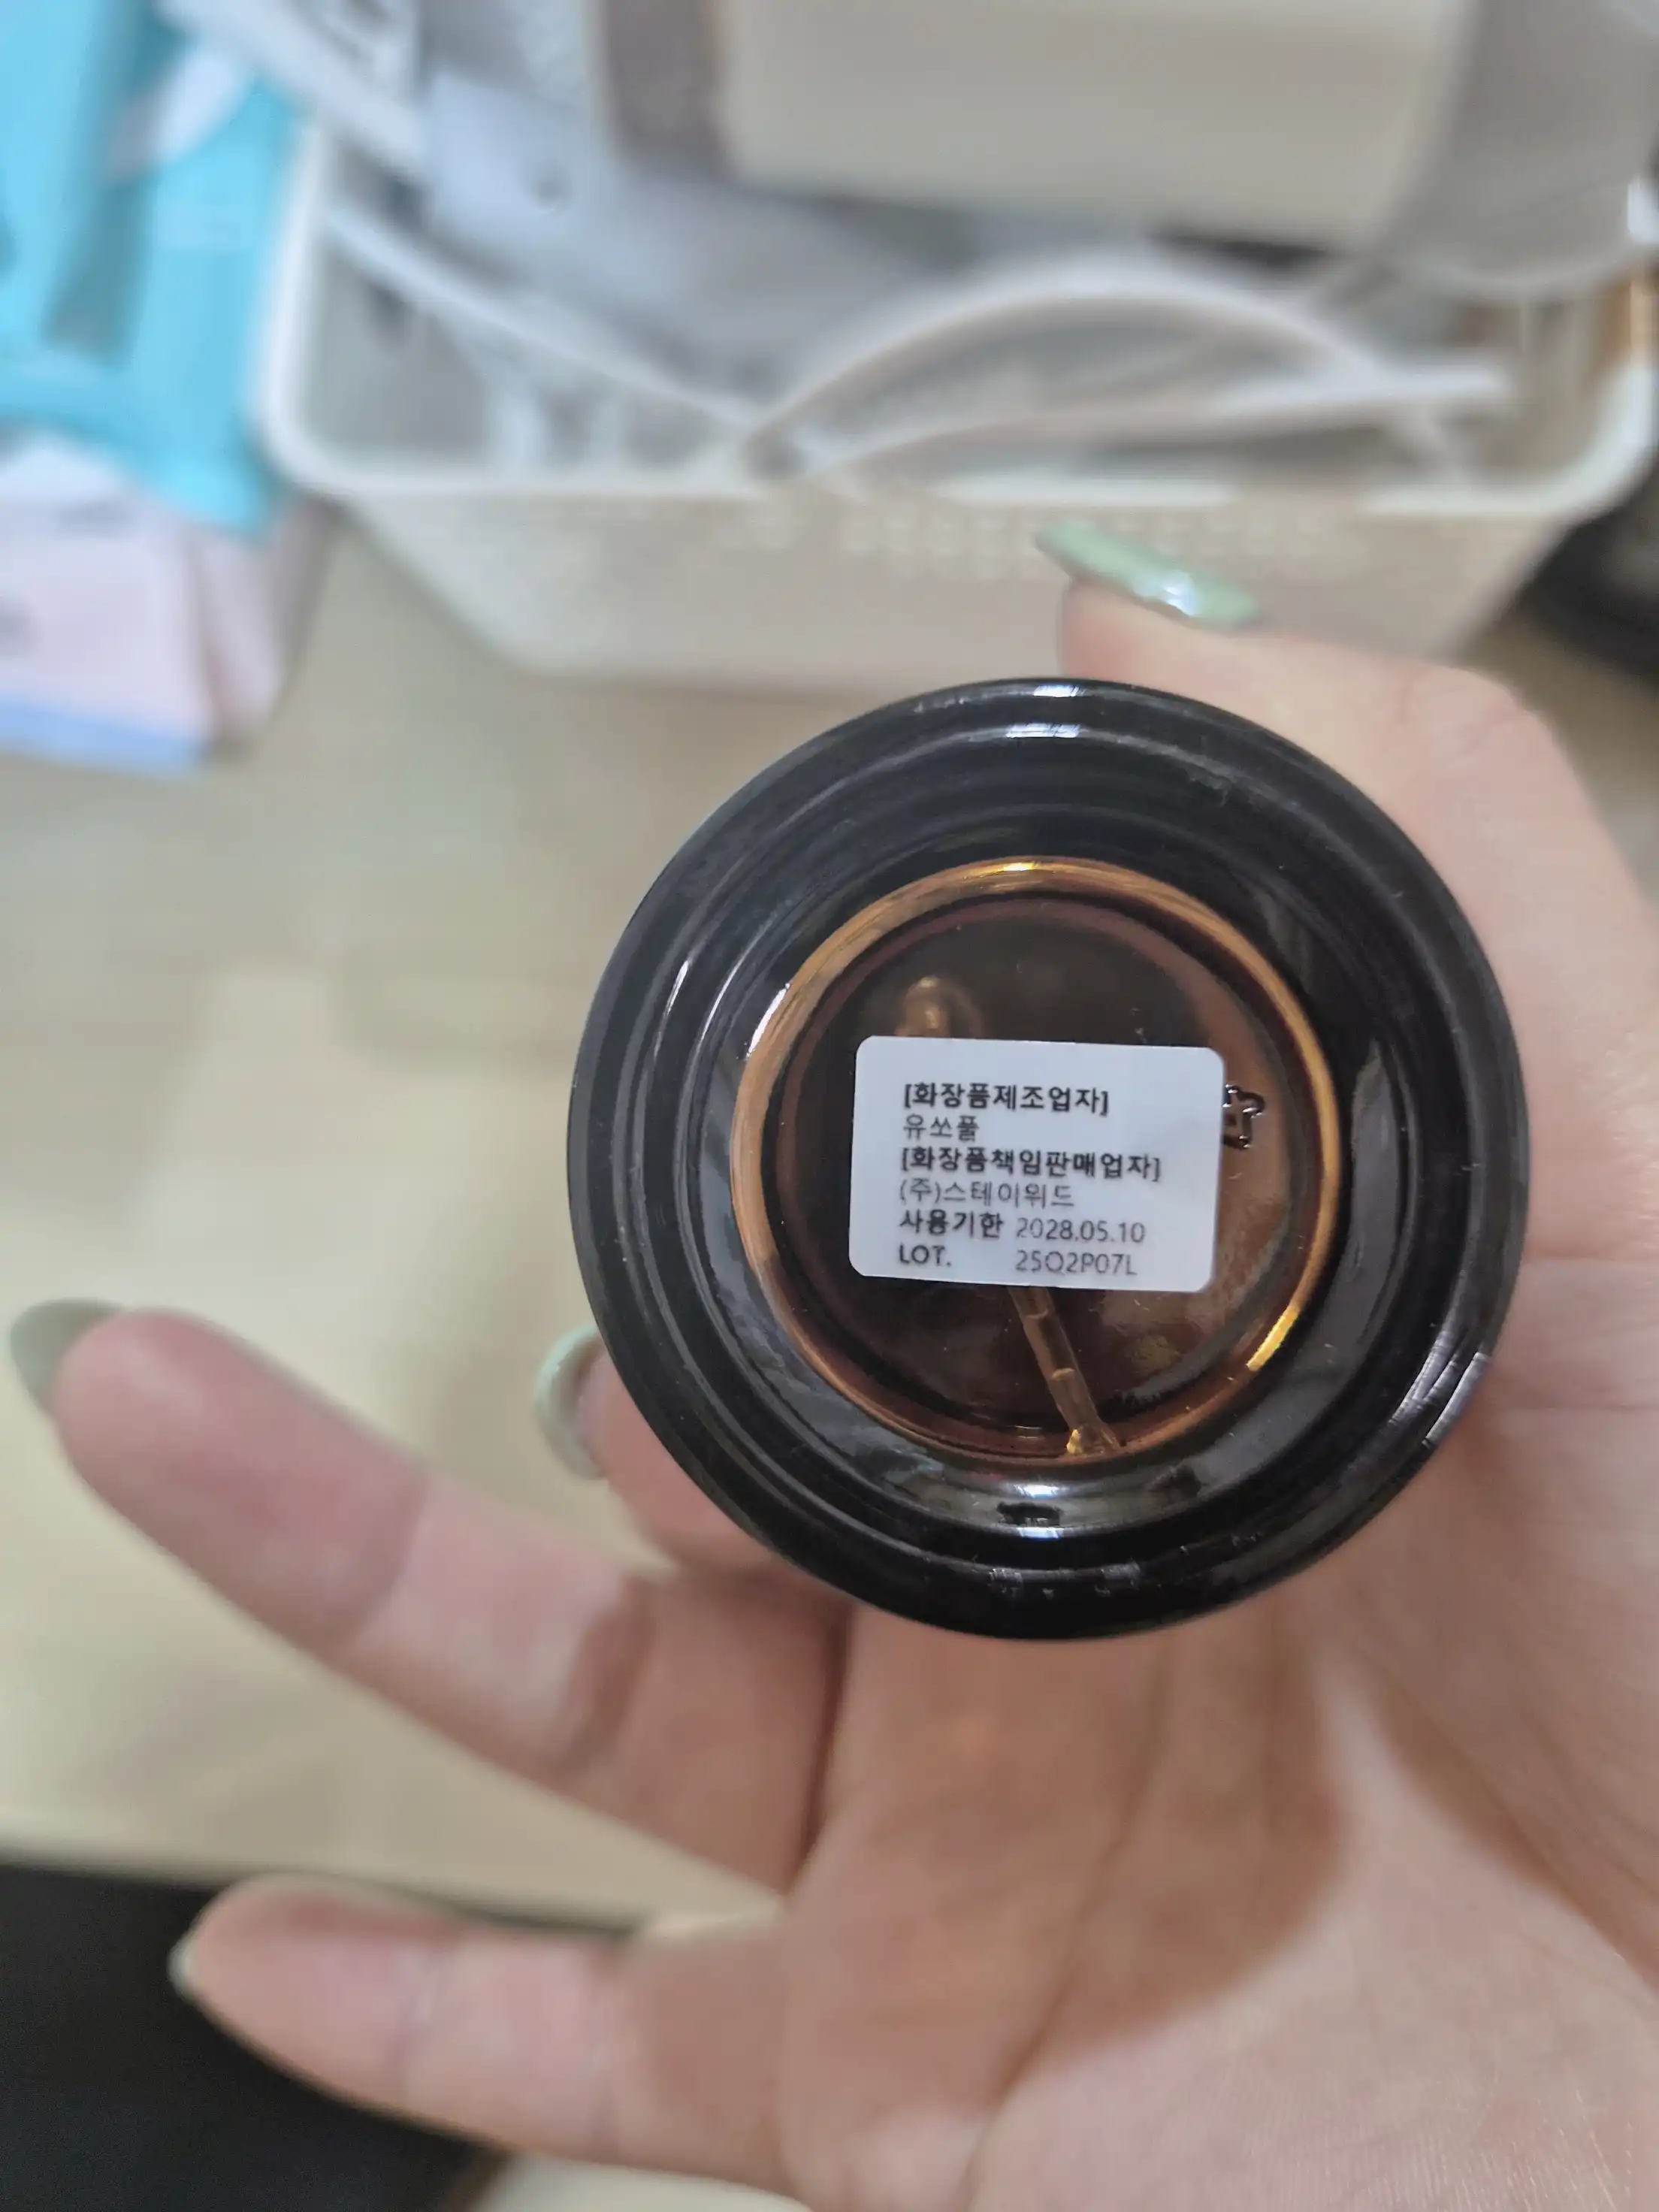 [화장품제조업자]
유쏘풀
[화장품책임판매업자]
(주)스테이위드
사용기한 2028.05.10
LOT. 25Q2P07L